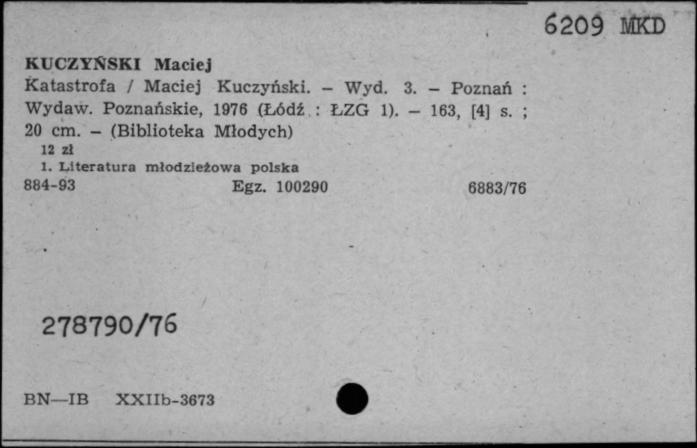 6209 MKD
KUCZYŃSKI Maciej
Katastrofa / Maciej Kuczyński. — Wyd. 3. — Poznań :
Wydaw. Poznańskie, 1976 (Łódź : ŁZG 1). — 163, [4] s. ;
20 cm. — (Biblioteka Młodych)
12 zł
1. Literatura młodzieżowa polska
884-93 Egz. 100290 6883/76
278790/76
BN—IB XXIIb-3673